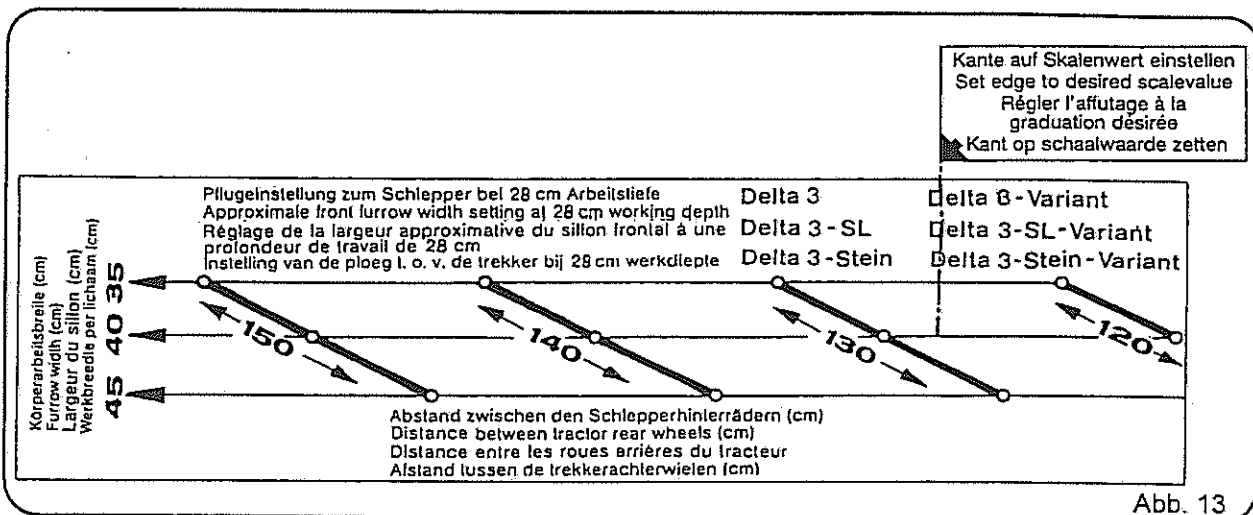 Kante auf Skalenwert einstellen
Set edge to desired scalevalue
Régler l'affutage à la
graduation désirée
Kant op schaalwaarde zetten
Pflugeinstellung zum Schlepper bei 28 cm Arbeitstiefe
Approximate front furrow width setting at 28 cm working depth
Réglage de la largeur approximative du sillon frontal à une
profondeur de travail de 28 cm
Instelling van de ploeg t. o. v. de trekker bij 28 cm werkdiepte
Delta 3
Delta 3-SL
Delta 3-Stein
Delta 3-Variant
Delta 3-SL-Variant
Delta 3-Stein-Variant
Körperarbeitsbreite (cm)
Furrow width (cm)
Largeur du sillon (cm)
Werkbreedte per lichaam (cm)
35
40
45
150
140
130
120
Abstand zwischen den Schlepperhinterrädern (cm)
Distance between tractor rear wheels (cm)
Distance entre les roues arrières du tracteur
Afstand tussen de trekkerachterwielen (cm)
Abb. 13